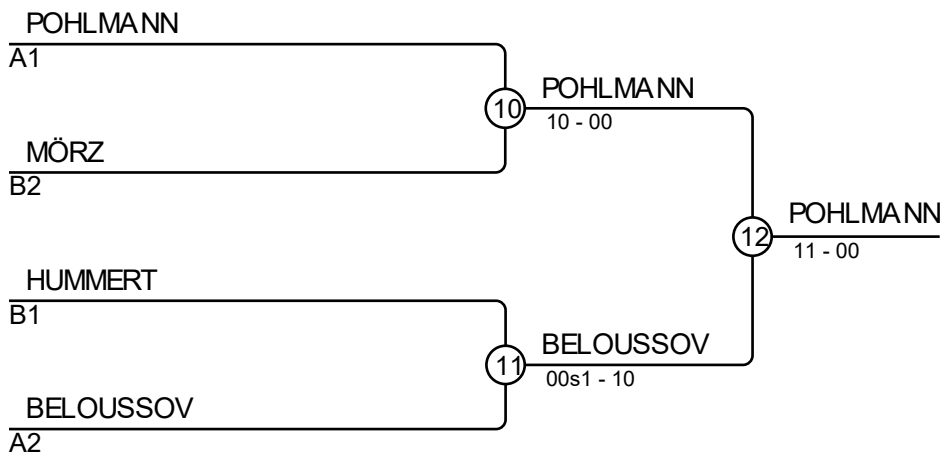 POHLMANN
A1
10
POHLMANN
10 - 00
MÖRZ
B2
12
POHLMANN
11 - 00
HUMMERT
B1
11
BELOUSSOV
00s1 - 10
BELOUSSOV
A2